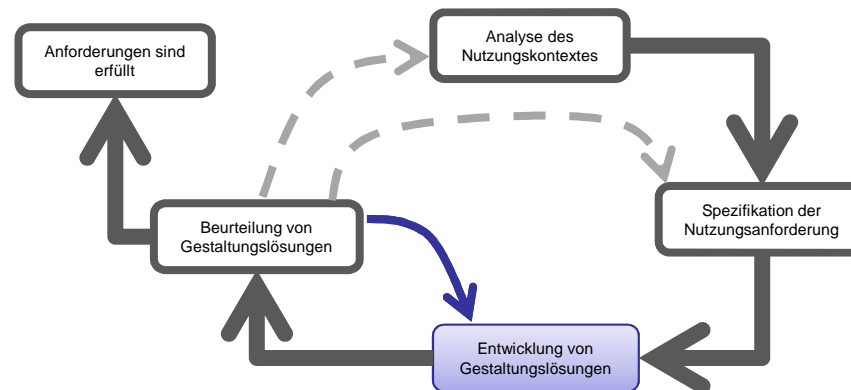 Anforderungen sind
erfüllt
Analyse des
Nutzungskontextes
Beurteilung von
Gestaltungslösungen
Spezifikation der
Nutzungsanforderung
Entwicklung von
Gestaltungslösungen